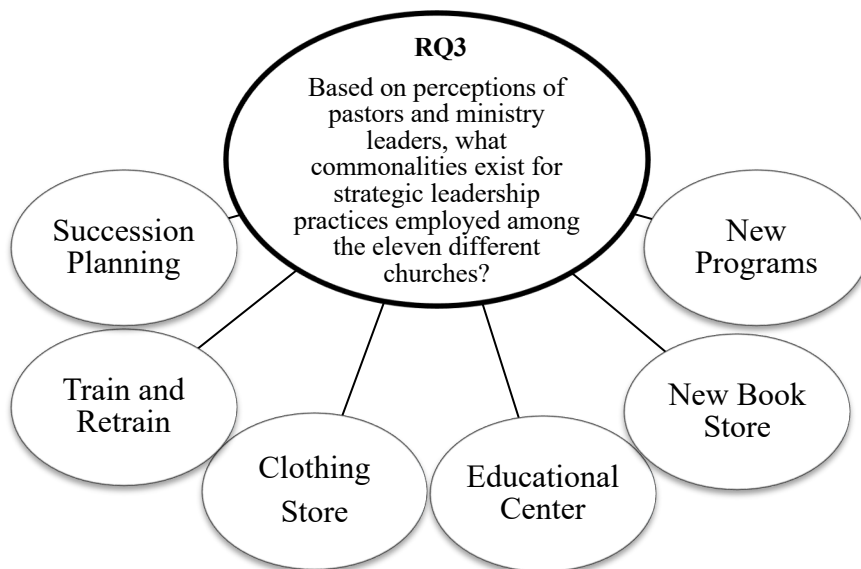 RQ3
Based on perceptions of
pastors and ministry
leaders, what
commonalities exist for
strategic leadership
practices employed among
the eleven different
churches?
Succession
Planning
Train and
Retrain
Clothing
Store
Educational
Center
New Book
Store
New
Programs